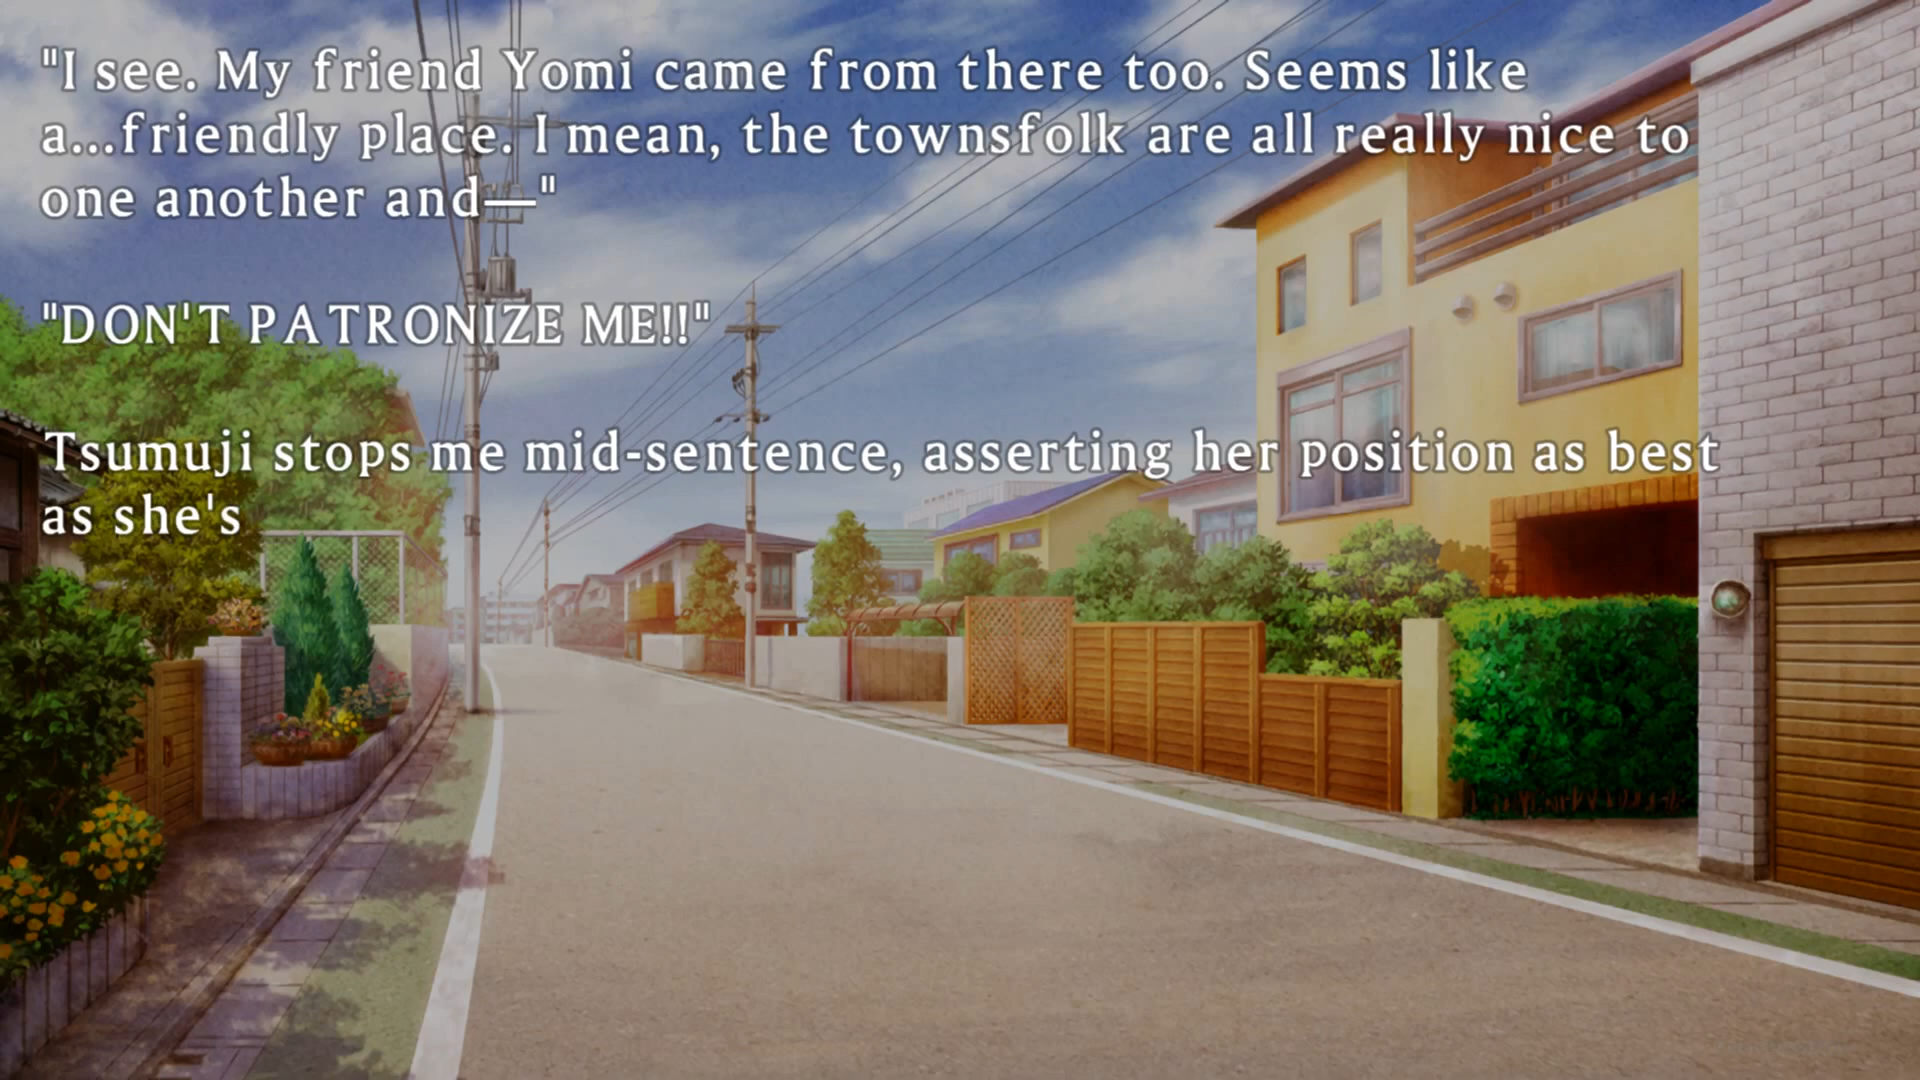 "I see. My friend Yomi came from there too. Seems like
a...friendly place. I mean, the townsfolk are all really nice to
one another and—"
"DON'T PATRONIZE ME!!"
Tsumuji stops me mid-sentence, asserting her position as best
as she's